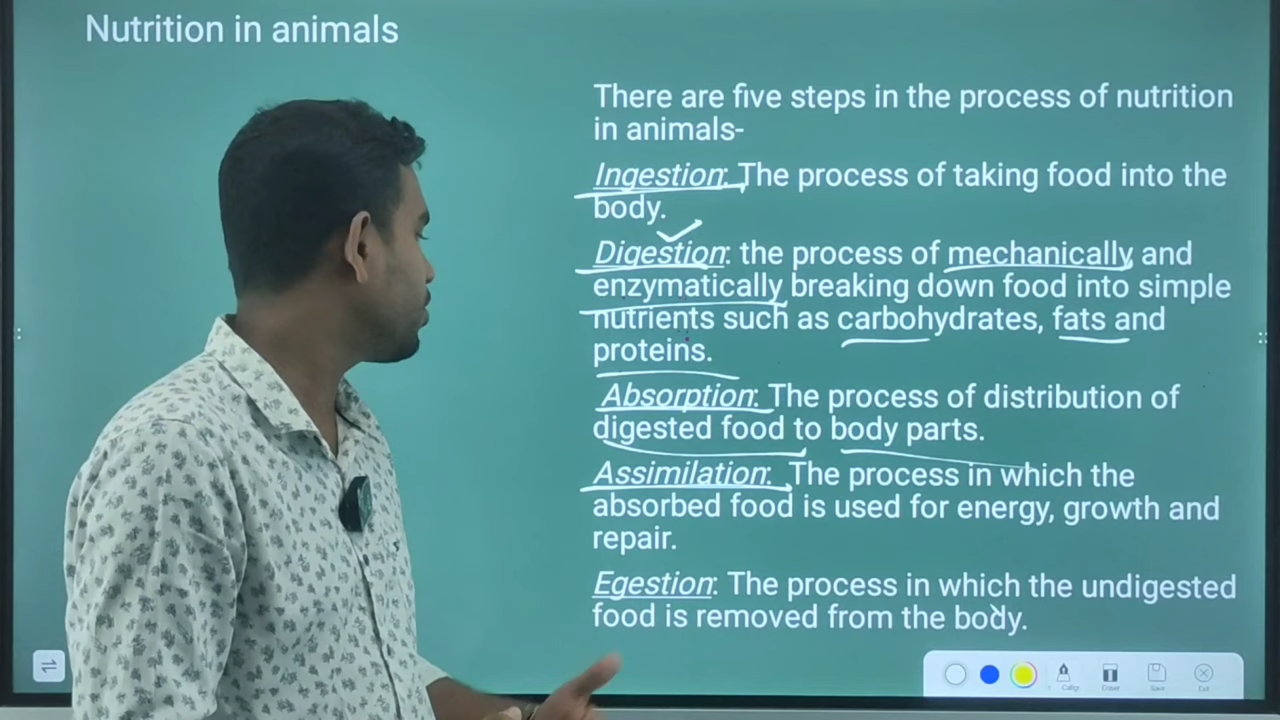 Nutrition in animals
There are five steps in the process of nutrition
in animals-
Ingestion: The process of taking food into the
body.
Digestion: the process of mechanically and
enzymatically breaking down food into simple
nutrients such as carbohydrates, fats and
proteins.
Absorption: The process of distribution of
digested food to body parts.
Assimilation: The process in which the
absorbed food is used for energy, growth and
repair.
Egestion: The process in which the undigested
food is removed from the body.
Eraser Save Exit